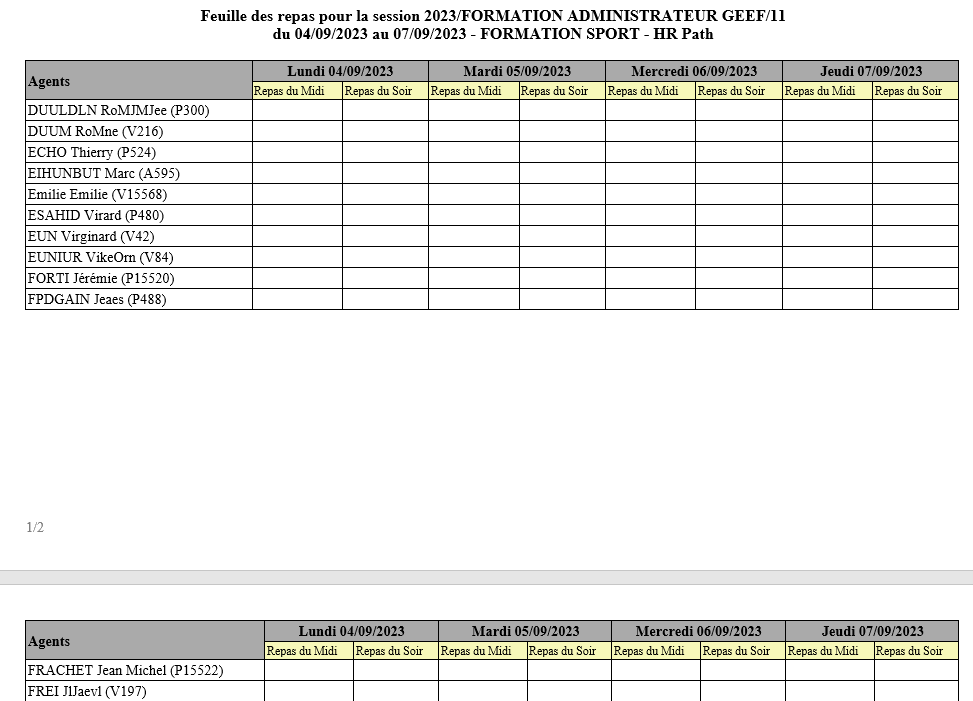 Feuille des repas pour la session 2023/FORMATION ADMINISTRATEUR GEEF/11
du 04/09/2023 au 07/09/2023 - FORMATION SPORT - HR Path
Agents Lundi 04/09/2023 Mardi 05/09/2023 Mercredi 06/09/2023 Jeudi 07/09/2023
Repas du Midi Repas du Soir Repas du Midi Repas du Soir Repas du Midi Repas du Soir Repas du Midi Repas du Soir
DUULDLN RoMJMJee (P300)
DUUM RoMne (V216)
ECHO Thierry (P524)
EIHUNBUT Marc (A595)
Emilie Emilie (V15568)
ESAHID Virard (P480)
EUN Virginard (V42)
EUNIUR VikeOrn (V84)
FORTI Jérémie (P15520)
FPDGAIN Jeaes (P488)
1/2
Agents Lundi 04/09/2023 Mardi 05/09/2023 Mercredi 06/09/2023 Jeudi 07/09/2023
Repas du Midi Repas du Soir Repas du Midi Repas du Soir Repas du Midi Repas du Soir Repas du Midi Repas du Soir
FRACHET Jean Michel (P15522)
FREI JlJaevl (V197)